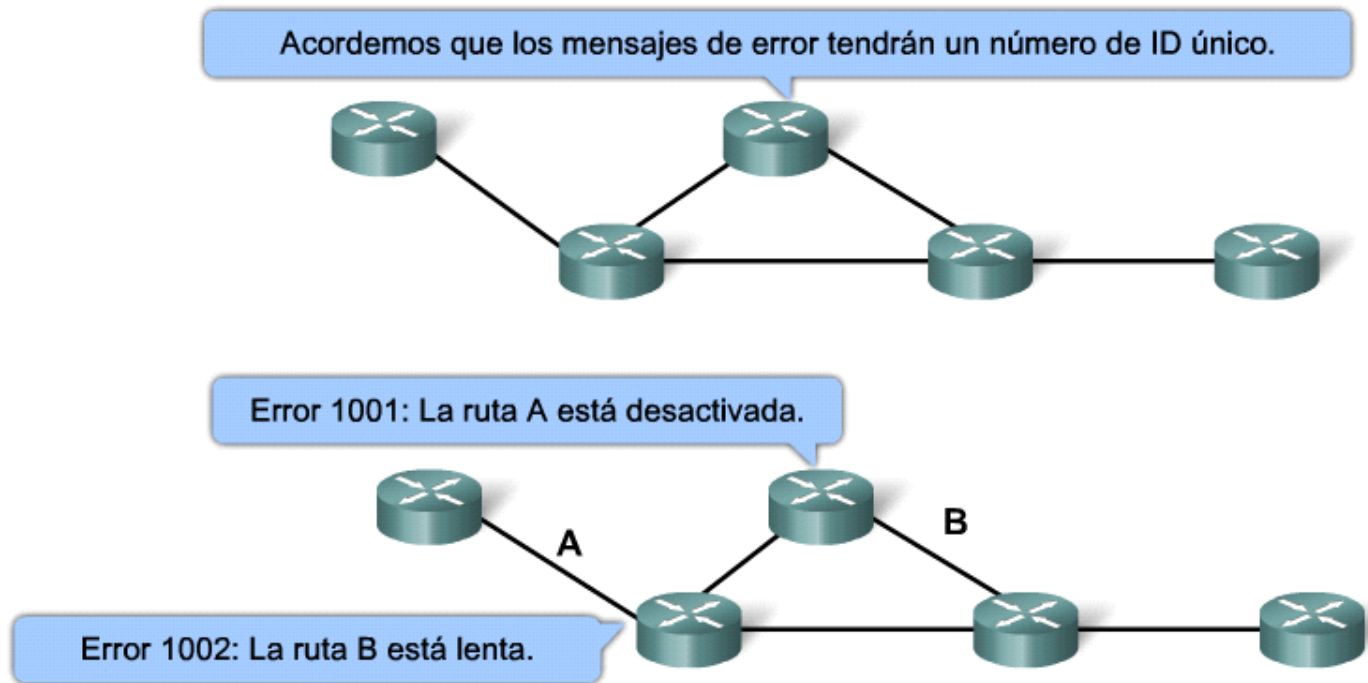 Acordemos que los mensajes de error tendrán un número de ID único.
Error 1001: La ruta A está desactivada.
B
A
Error 1002: La ruta B está lenta.